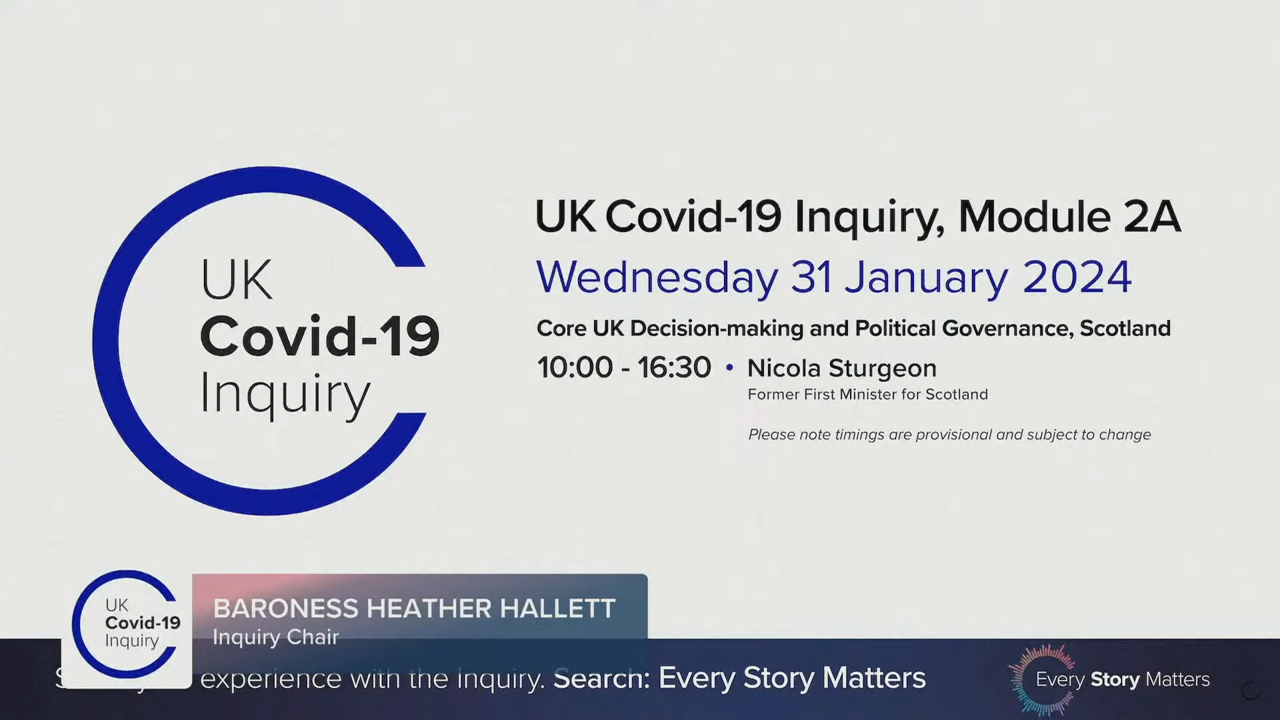 UK
Covid-19
Inquiry
UK Covid-19 Inquiry, Module 2A
Wednesday 31 January 2024
Core UK Decision-making and Political Governance, Scotland
10:00 - 16:30 • Nicola Sturgeon
Former First Minister for Scotland
Please note timings are provisional and subject to change
UK
Covid-19
Inquiry
BARONESS HEATHER HALLETT
Inquiry Chair
experience with the Inquiry. Search: Every Story Matters
Every Story Matters